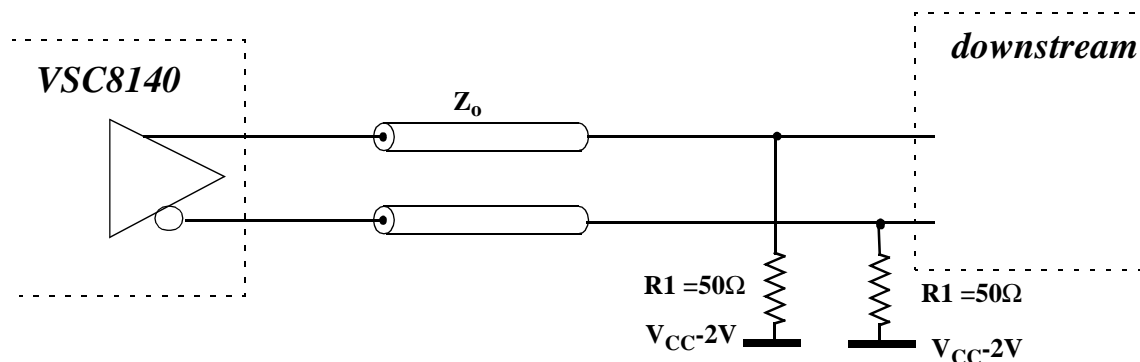 VSC8140
downstream
Zo
R1 =50Ω
R1 =50Ω
VCC-2V
VCC-2V